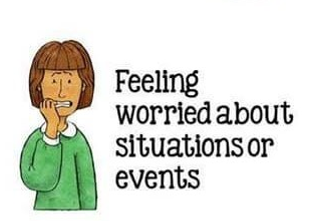 Feeling
worried about
situations or
events